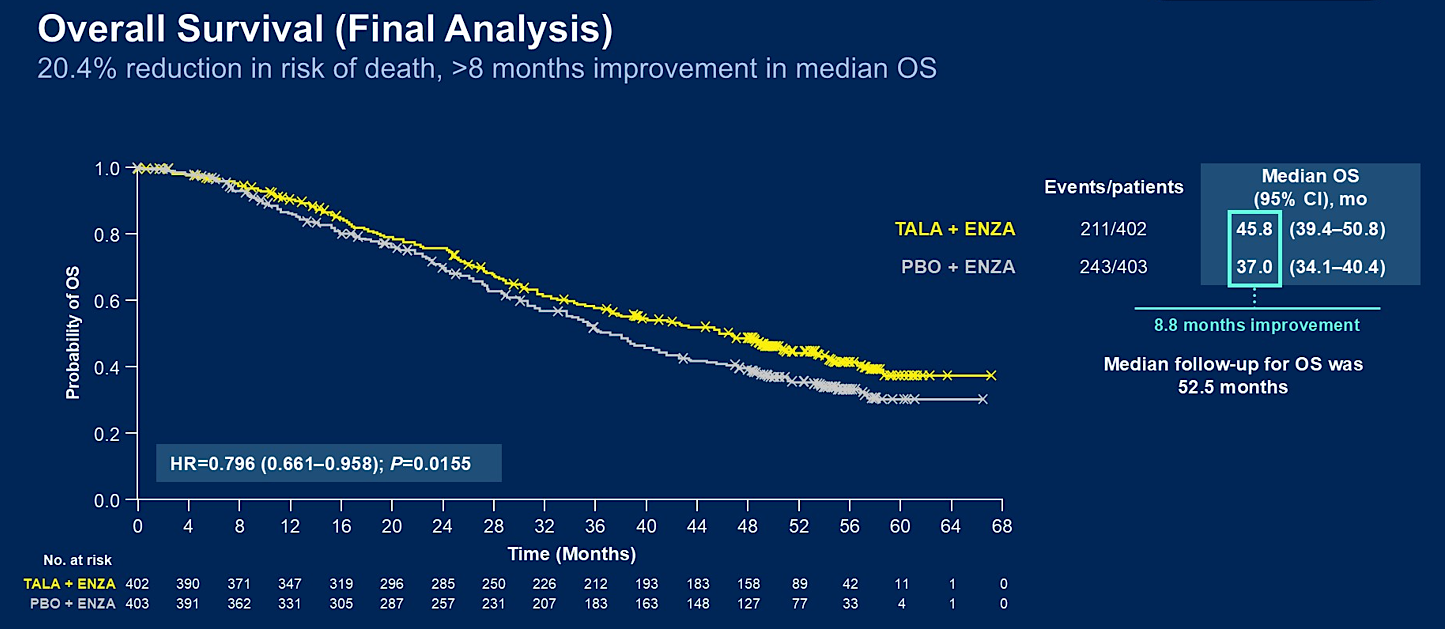 Overall Survival (Final Analysis)
20.4% reduction in risk of death, >8 months improvement in median OS
Events/patients
Median OS
(95% CI), mo
TALA + ENZA 211/402 45.8 (39.4–50.8)
PBO + ENZA 243/403 37.0 (34.1–40.4)
8.8 months improvement
Median follow-up for OS was
52.5 months
Probability of OS
1.0
0.8
0.6
0.4
0.2
0.0
HR=0.796 (0.661–0.958); P=0.0155
0 4 8 12 16 20 24 28 32 36 40 44 48 52 56 60 64 68
Time (Months)
No. at risk
TALA + ENZA 402 390 371 347 319 296 285 250 226 212 193 183 158 89 42 11 1 0
PBO + ENZA 403 391 362 331 305 287 257 231 207 183 163 148 127 77 33 4 1 0